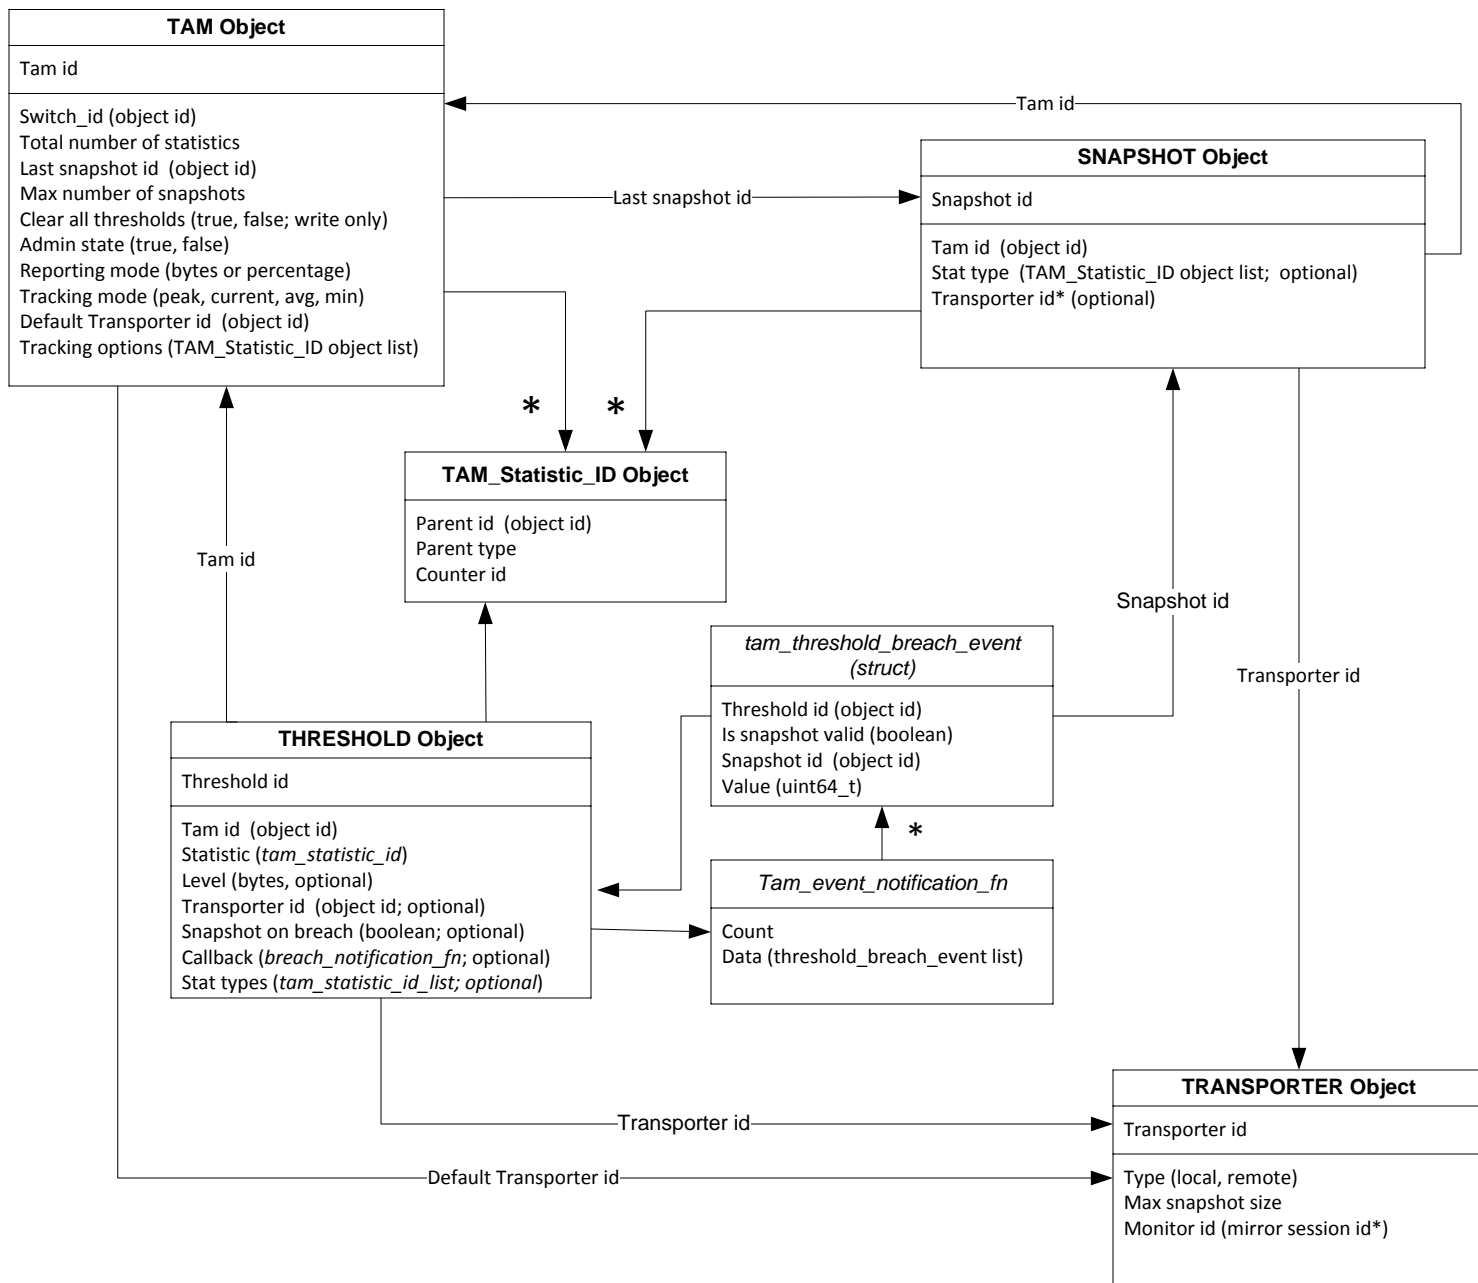 TAM Object
Tam id
Switch_id (object id)
Total number of statistics
Last snapshot id  (object id)
Max number of snapshots
Clear all thresholds (true, false; write only)
Admin state (true, false)
Reporting mode (bytes or percentage)
Tracking mode (peak, current, avg, min)
Default Transporter id  (object id)
Tracking options (TAM_Statistic_ID object list)
Tam id
SNAPSHOT Object
Snapshot id
Tam id  (object id)
Stat type  (TAM_Statistic_ID object list;  optional)
Transporter id* (optional)
Last snapshot id
*
*
TAM_Statistic_ID Object
Parent id  (object id)
Parent type
Counter id
Tam id
Snapshot id
Transporter id
tam_threshold_breach_event
(struct)
Threshold id (object id)
Is snapshot valid (boolean)
Snapshot id  (object id)
Value (uint64_t)
*
THRESHOLD Object
Threshold id
Tam id  (object id)
Statistic (tam_statistic_id)
Level (bytes, optional)
Transporter id  (object id; optional)
Snapshot on breach (boolean; optional)
Callback (breach_notification_fn; optional)
Stat types (tam_statistic_id_list; optional)
Tam_event_notification_fn
Count
Data (threshold_breach_event list)
Transporter id
Default Transporter id
TRANSPORTER Object
Transporter id
Type (local, remote)
Max snapshot size
Monitor id (mirror session id*)